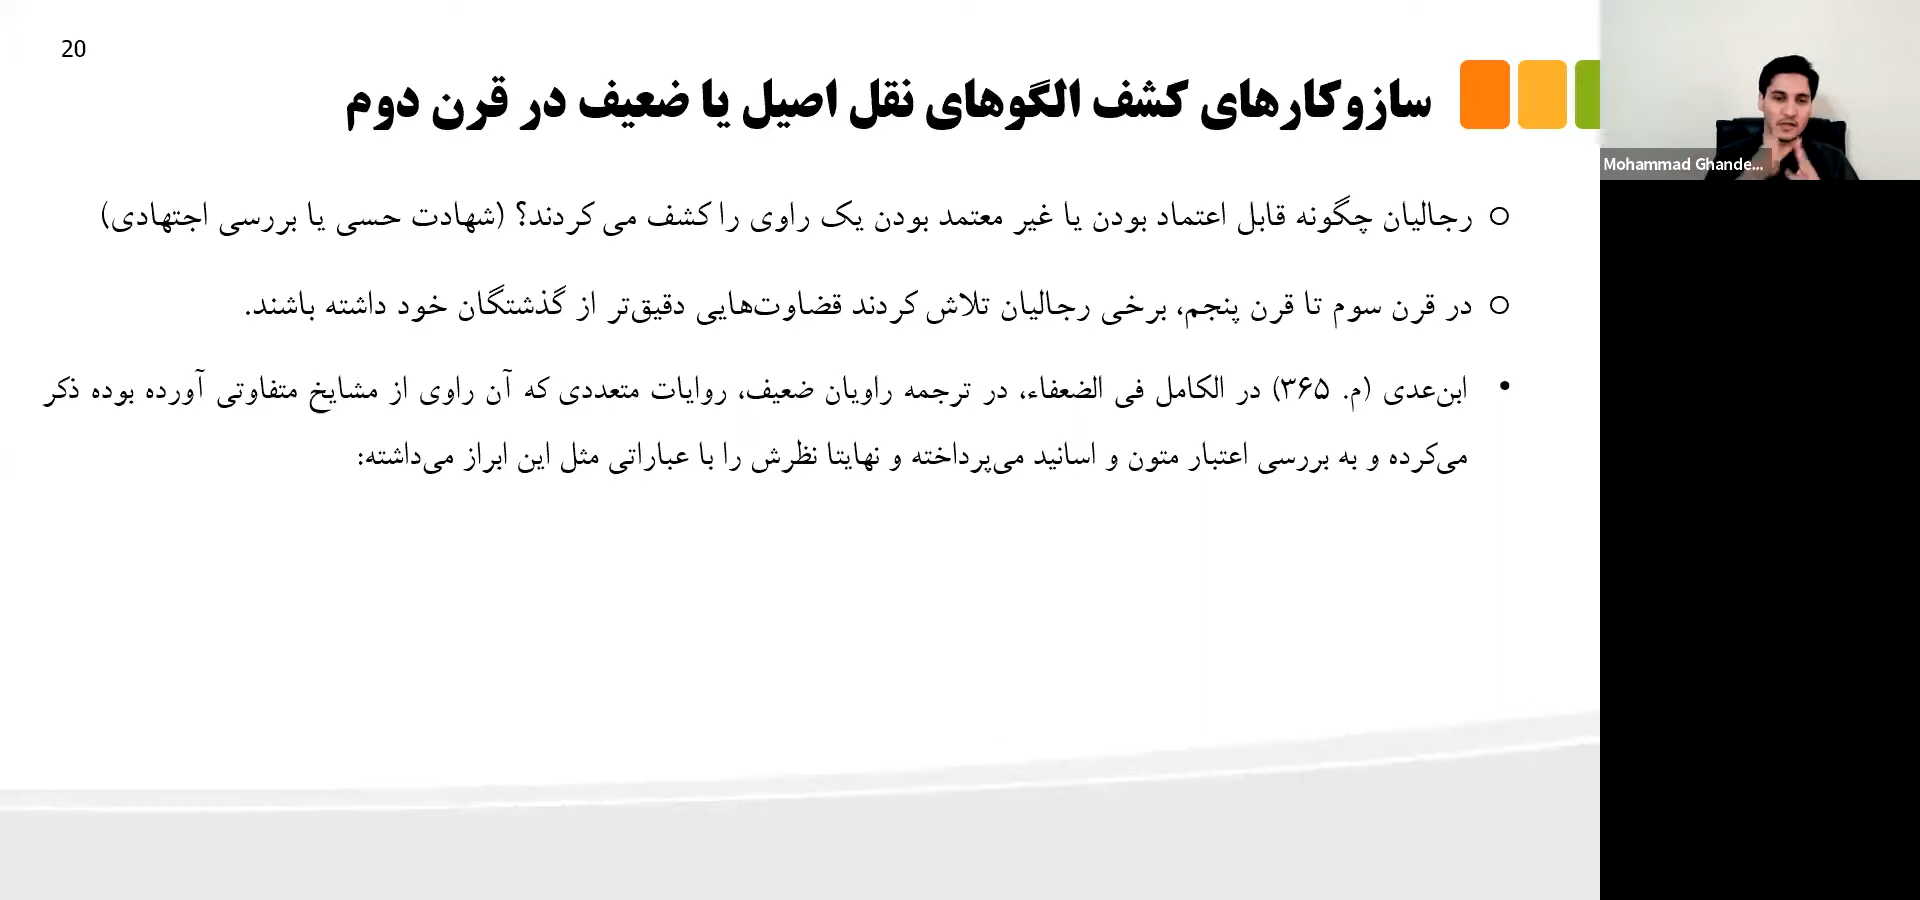 20
سازوکارهای کشف الگوهای نقل اصیل یا ضعیف در قرن دوم
Mohammad Ghande...
○ رجالیان چگونه قابل اعتماد بودن یا غیر معتمد بودن یک راوی را کشف می کردند؟ (شهادت حسی یا بررسی اجتهادی)
○ در قرن سوم تا قرن پنجم، برخی رجالیان تلاش کردند قضاوت‌هایی دقیق‌تر از گذشتگان خود داشته باشند.
• ابن‌عدی (م. ۳۶۵) در الکامل فی الضعفاء، در ترجمه راویان ضعیف، روایات متعددی که آن راوی از مشایخ متفاوتی آورده بوده ذکر
می‌کرده و به بررسی اعتبار متون و اسانید می‌پرداخته و نهایتا نظرش را با عباراتی مثل این ابراز می‌داشته: